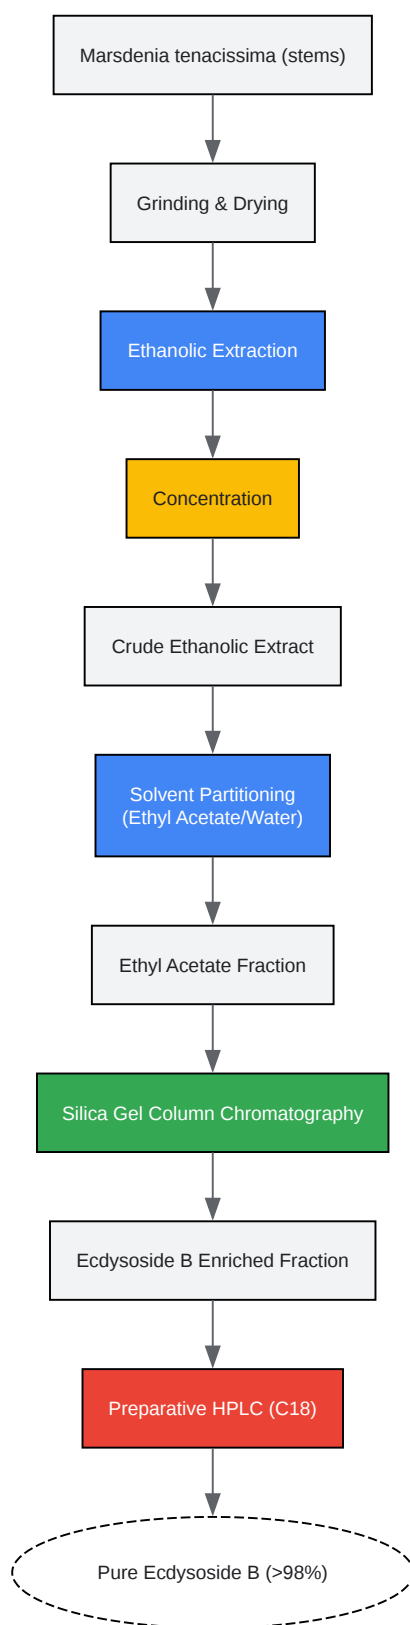 Marsdenia tenacissima (stems)
Grinding & Drying
Ethanolic Extraction
Concentration
Crude Ethanolic Extract
Solvent Partitioning
(Ethyl Acetate/Water)
Ethyl Acetate Fraction
Silica Gel Column Chromatography
Ecdysoside B Enriched Fraction
Preparative HPLC (C18)
Pure Ecdysoside B (>98%)